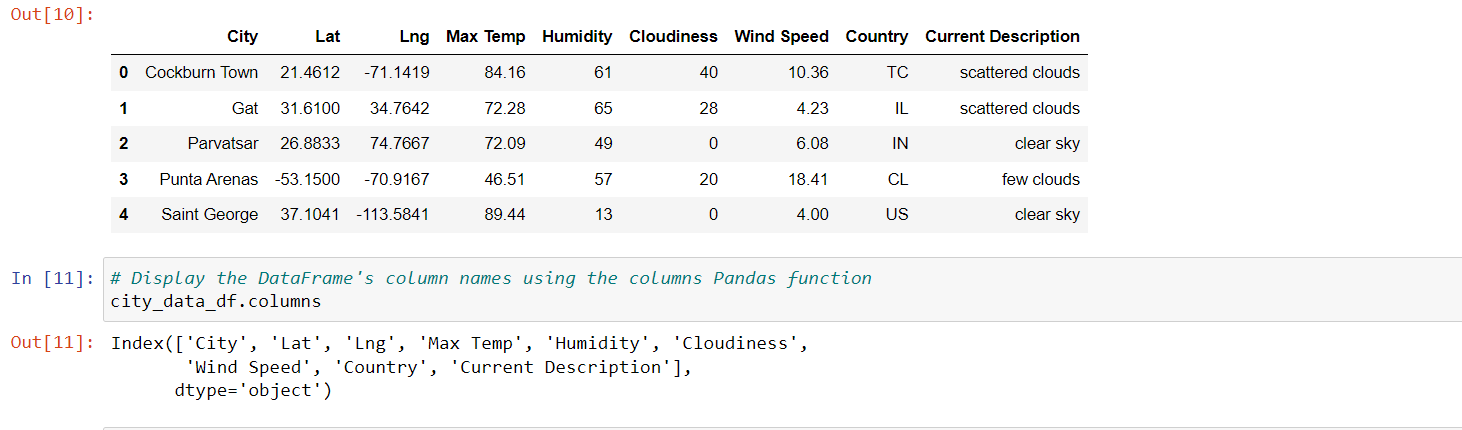 Out[10]:
City Lat Lng Max Temp Humidity Cloudiness Wind Speed Country Current Description
0 Cockburn Town 21.4612 -71.1419 84.16 61 40 10.36 TC scattered clouds
1 Gat 31.6100 34.7642 72.28 65 28 4.23 IL scattered clouds
2 Parvatsar 26.8833 74.7667 72.09 49 0 6.08 IN clear sky
3 Punta Arenas -53.1500 -70.9167 46.51 57 20 18.41 CL few clouds
4 Saint George 37.1041 -113.5841 89.44 13 0 4.00 US clear sky
In [11]: # Display the DataFrame's column names using the columns Pandas function
city_data_df.columns
Out[11]: Index(['City', 'Lat', 'Lng', 'Max Temp', 'Humidity', 'Cloudiness',
'Wind Speed', 'Country', 'Current Description'],
dtype='object')